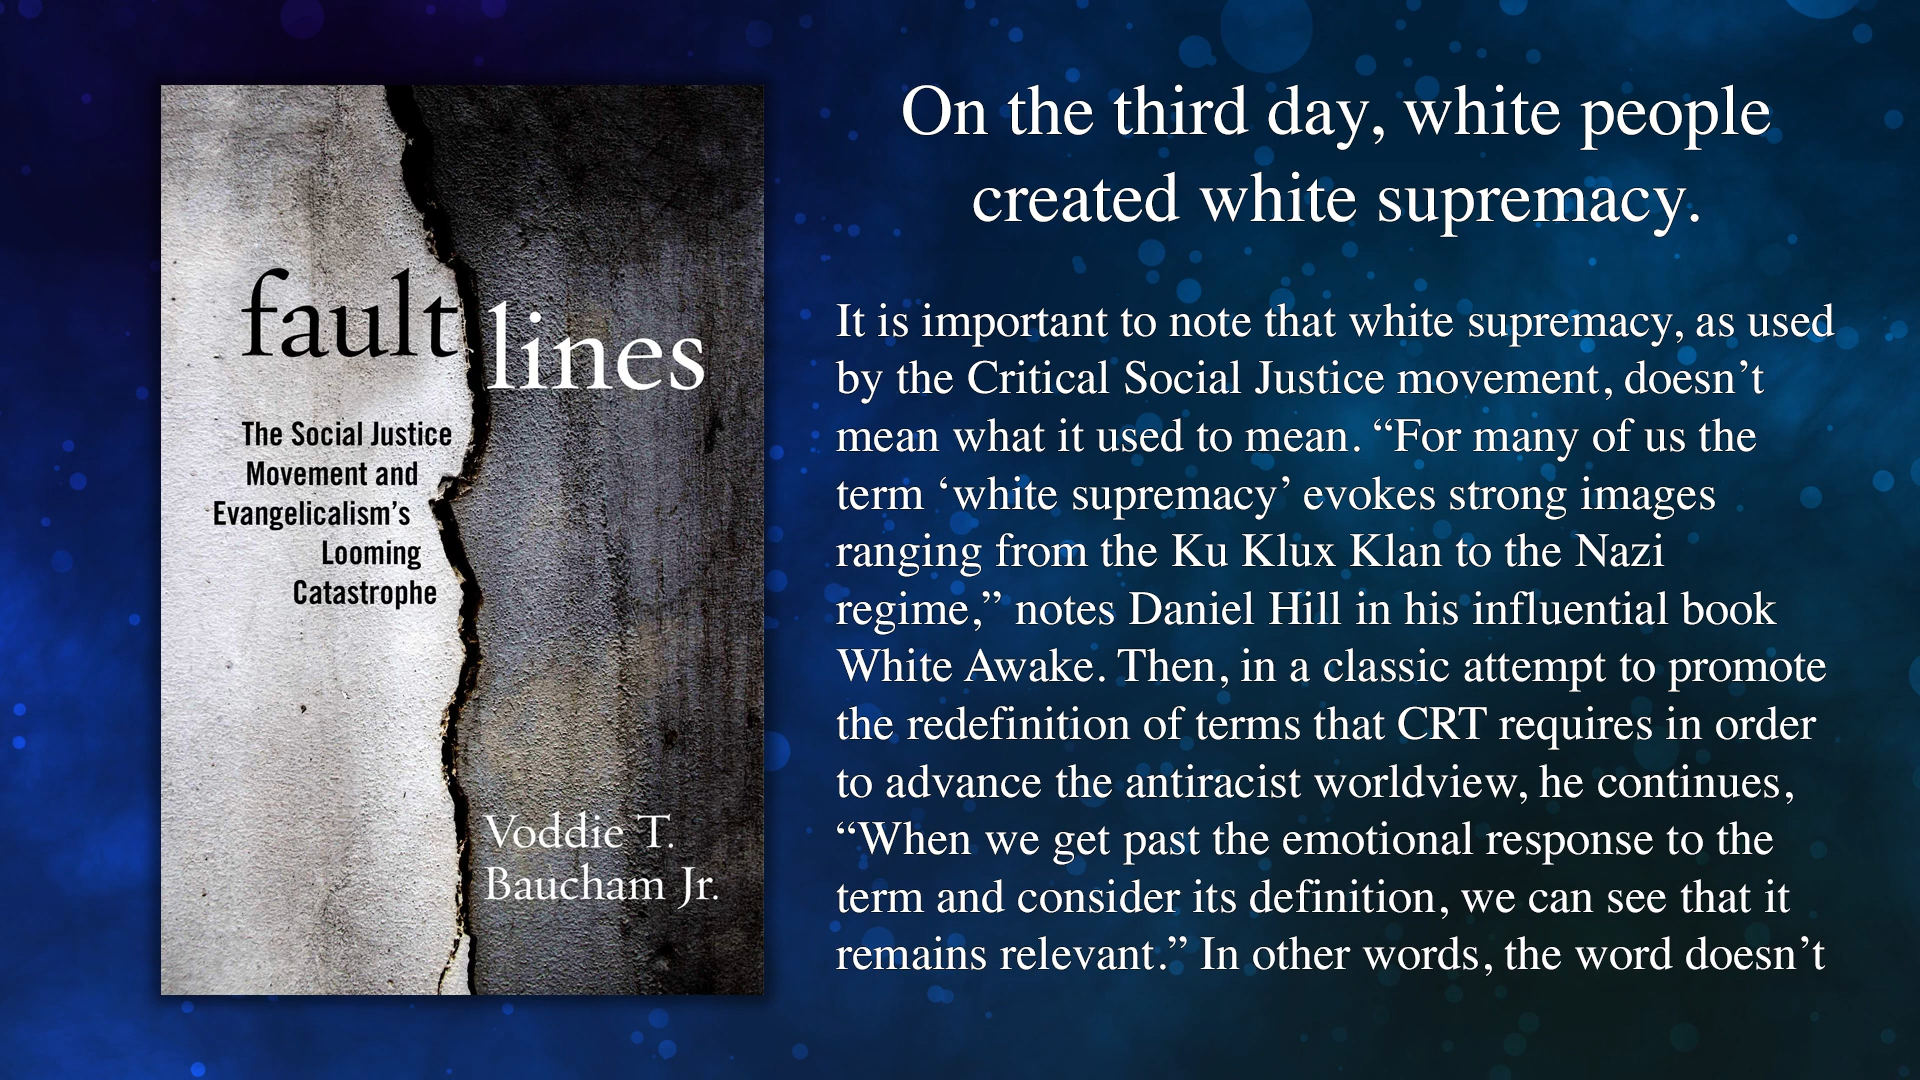 fault lines
The Social Justice
Movement and
Evangelicalism’s
Looming
Catastrophe
Voddie T.
Baucham Jr.
On the third day, white people
created white supremacy.
It is important to note that white supremacy, as used
by the Critical Social Justice movement, doesn’t
mean what it used to mean. “For many of us the
term ‘white supremacy’ evokes strong images
ranging from the Ku Klux Klan to the Nazi
regime,” notes Daniel Hill in his influential book
White Awake. Then, in a classic attempt to promote
the redefinition of terms that CRT requires in order
to advance the antiracist worldview, he continues,
“When we get past the emotional response to the
term and consider its definition, we can see that it
remains relevant.” In other words, the word doesn’t